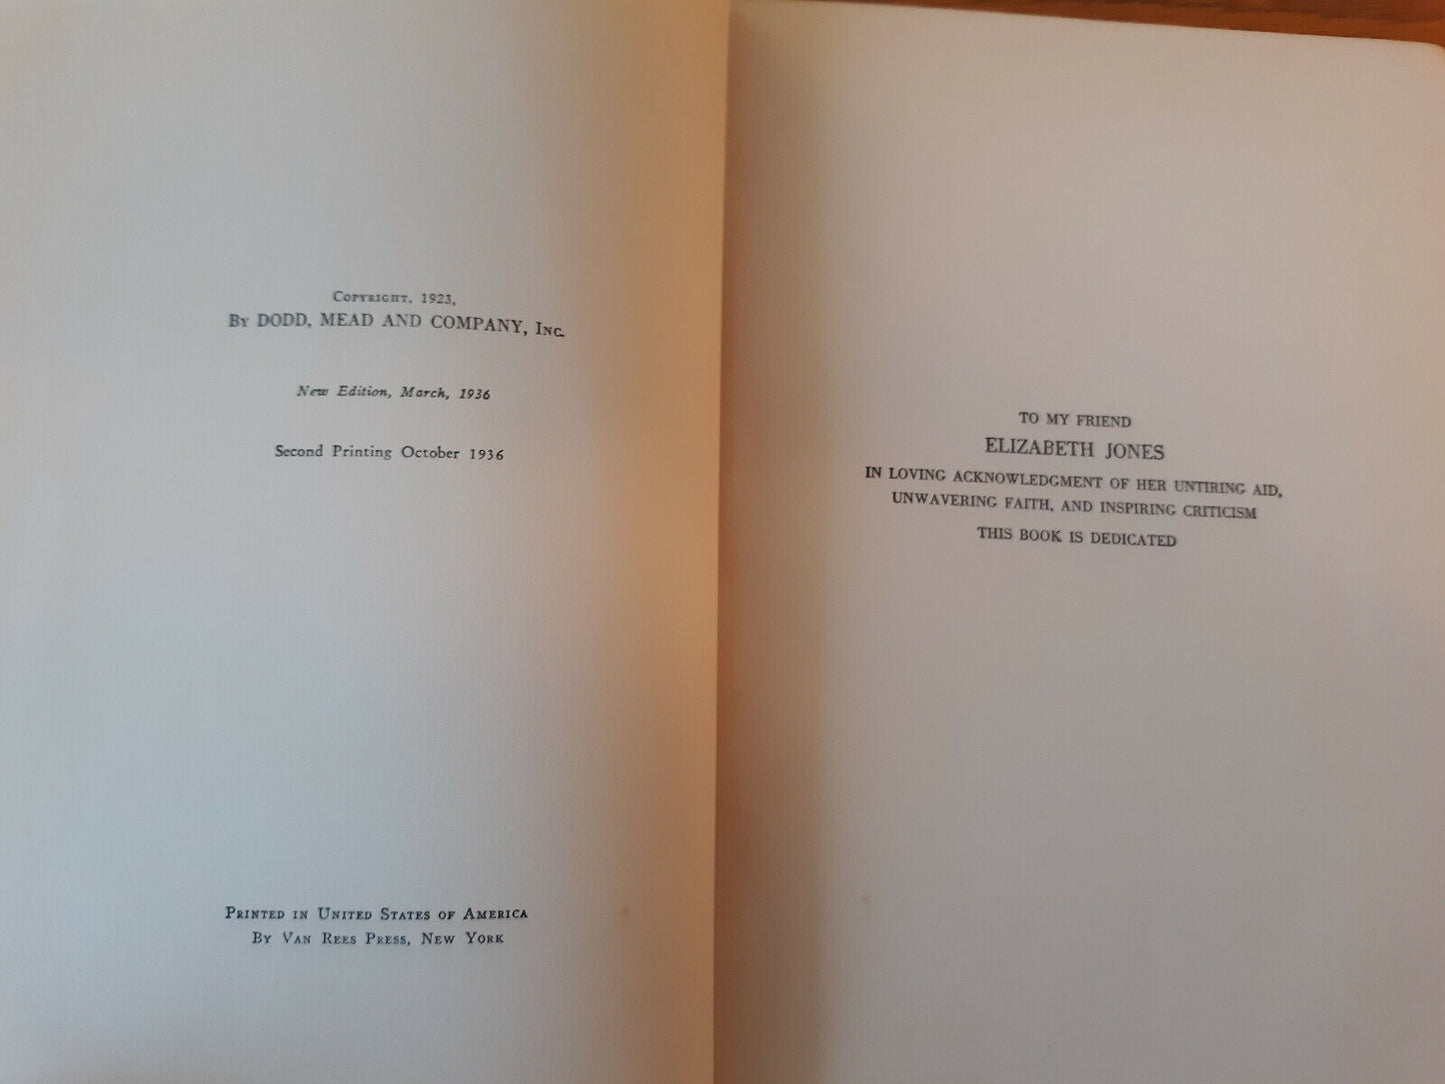 Copyright, 1923,
By DODD, MEAD AND COMPANY, Inc.
New Edition, March, 1936
Second Printing October 1936
Printed in United States of America
By Van Rees Press, New York
TO MY FRIEND
ELIZABETH JONES
IN LOVING ACKNOWLEDGMENT OF HER UNTIRING AID,
UNWAVERING FAITH, AND INSPIRING CRITICISM
THIS BOOK IS DEDICATED